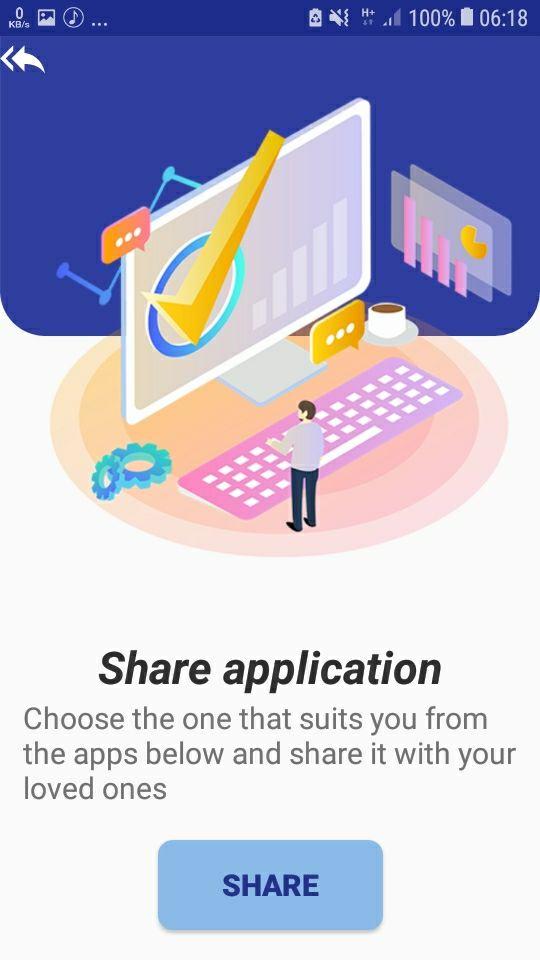 0 KB/s ... H+ 100% 06:18
Share application
Choose the one that suits you from
the apps below and share it with your
loved ones
SHARE